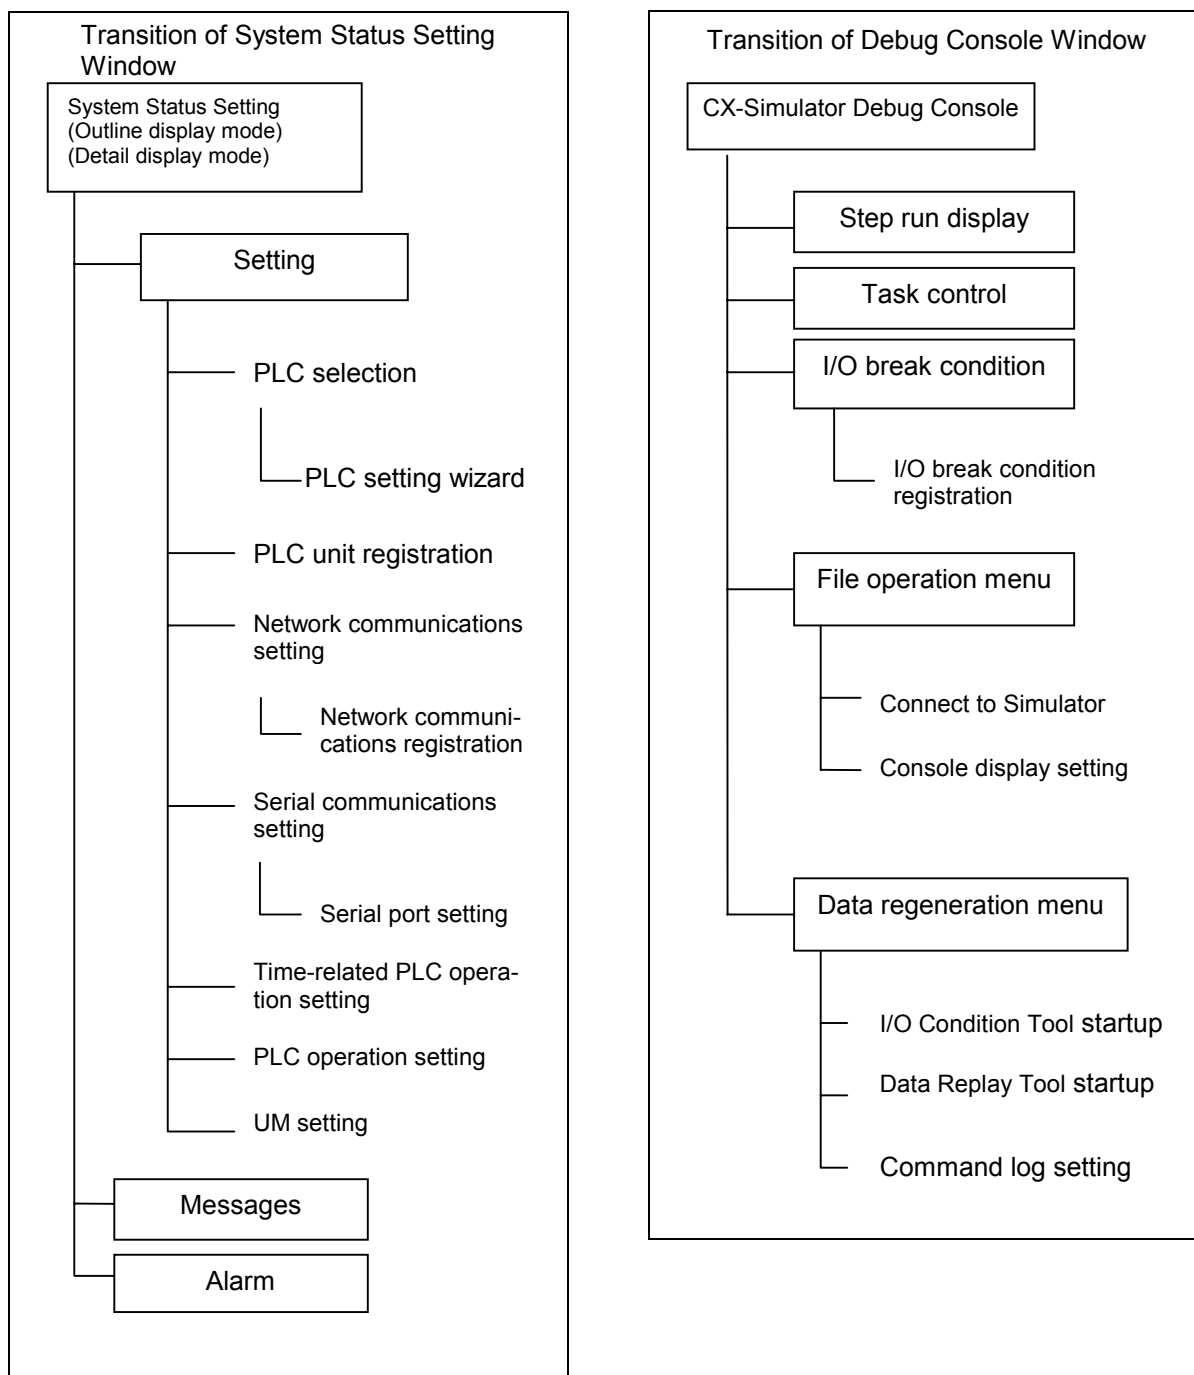 Transition of System Status Setting
Window
System Status Setting
(Outline display mode)
(Detail display mode)
Setting
PLC selection
PLC setting wizard
PLC unit registration
Network communications
setting
Network communi-
cations registration
Serial communications
setting
Serial port setting
Time-related PLC opera-
tion setting
PLC operation setting
UM setting
Messages
Alarm
Transition of Debug Console Window
CX-Simulator Debug Console
Step run display
Task control
I/O break condition
I/O break condition
registration
File operation menu
Connect to Simulator
Console display setting
Data regeneration menu
I/O Condition Tool startup
Data Replay Tool startup
Command log setting